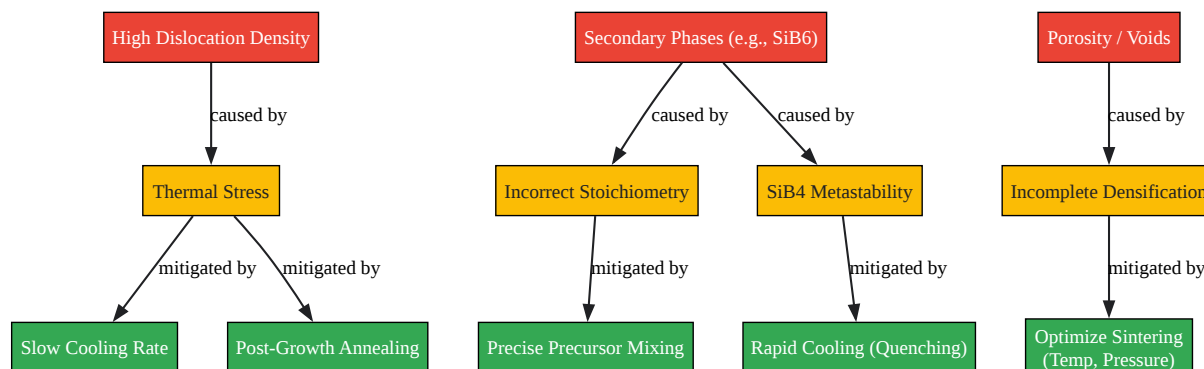 High Dislocation Density
Secondary Phases (e.g., SiB6)
Porosity / Voids
caused by
caused by
caused by
caused by
Thermal Stress
Incorrect Stoichiometry
SiB4 Metastability
Incomplete Densification
mitigated by
mitigated by
mitigated by
mitigated by
mitigated by
Slow Cooling Rate
Post-Growth Annealing
Precise Precursor Mixing
Rapid Cooling (Quenching)
Optimize Sintering
(Temp, Pressure)